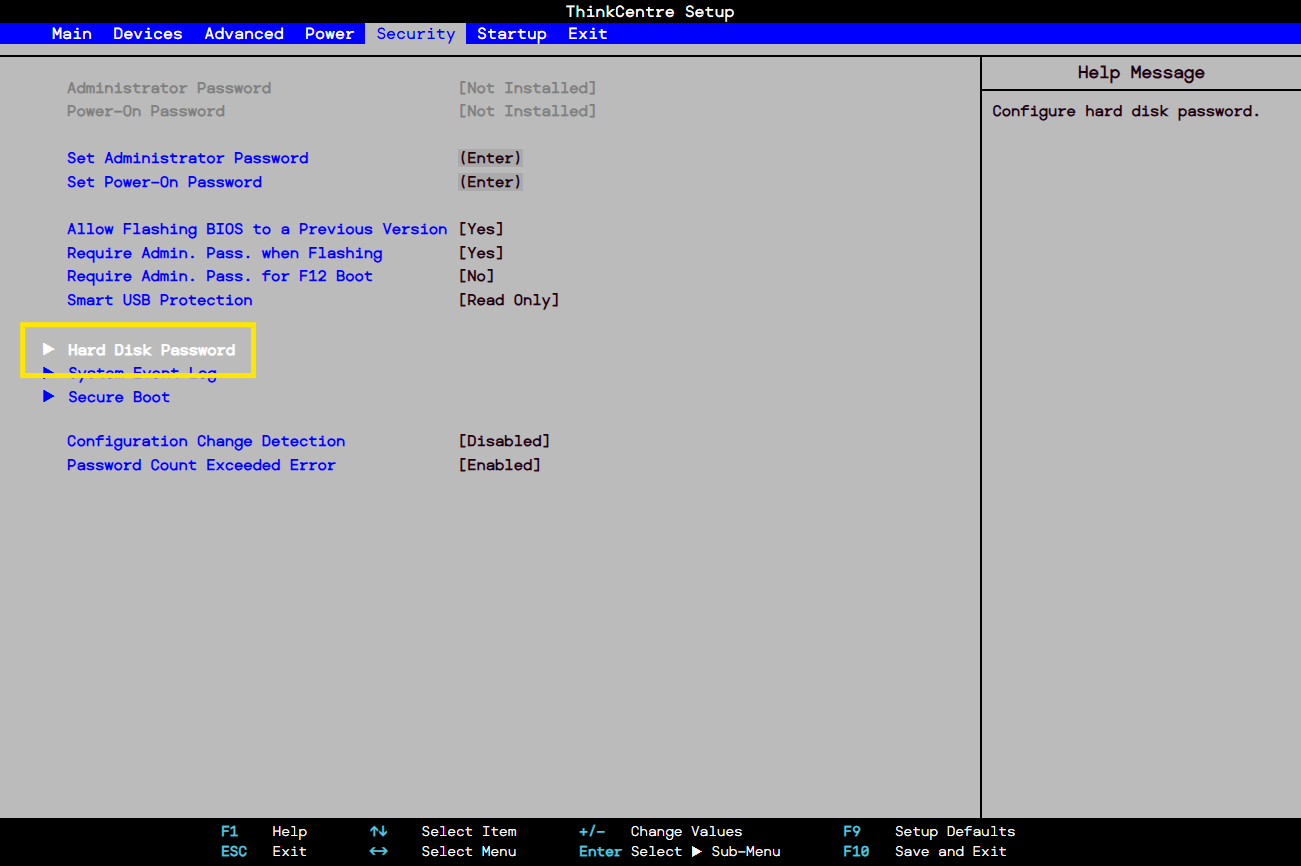 ThinkCentre Setup
Main Devices Advanced Power Security Startup Exit
Help Message
Configure hard disk password.
Administrator Password [Not Installed]
Power-On Password [Not Installed]
Set Administrator Password (Enter)
Set Power-On Password (Enter)
Allow Flashing BIOS to a Previous Version [Yes]
Require Admin. Pass. when Flashing [Yes]
Require Admin. Pass. for F12 Boot [No]
Smart USB Protection [Read Only]
▶ Hard Disk Password
▶ System Event Log
▶ Secure Boot
Configuration Change Detection [Disabled]
Password Count Exceeded Error [Enabled]
F1 Help ↑↓ Select Item +/- Change Values F9 Setup Defaults
ESC Exit ↔ Select Menu Enter Select ▶ Sub-Menu F10 Save and Exit